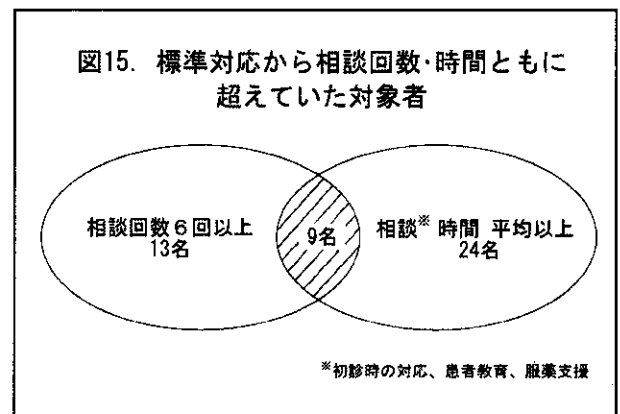 図15. 標準対応から相談回数･時間ともに
超えていた対象者
相談回数６回以上
13名
9名
相談※ 時間 平均以上
24名
※初診時の対応、患者教育、服薬支援